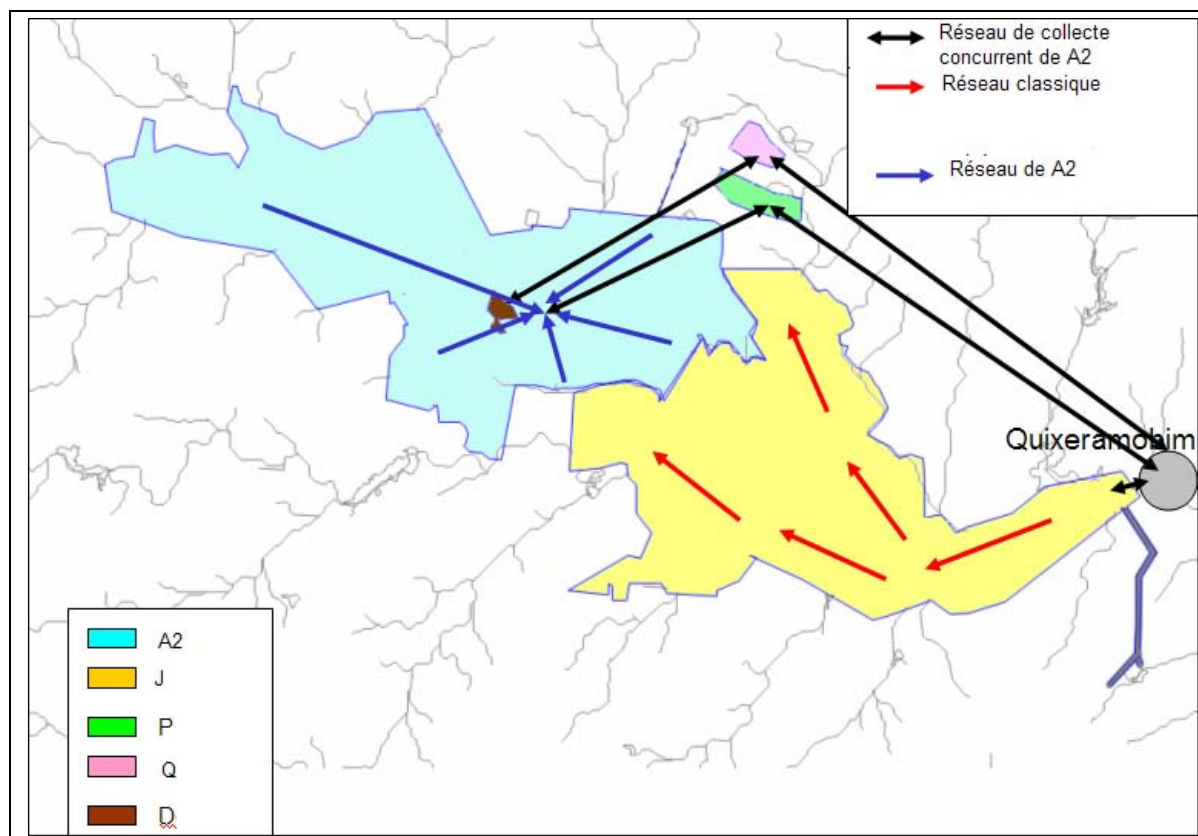 Réseau de collecte
concurrent de A2
Réseau classique
Réseau de A2
Quixeramobim
A2
J
P
Q
D